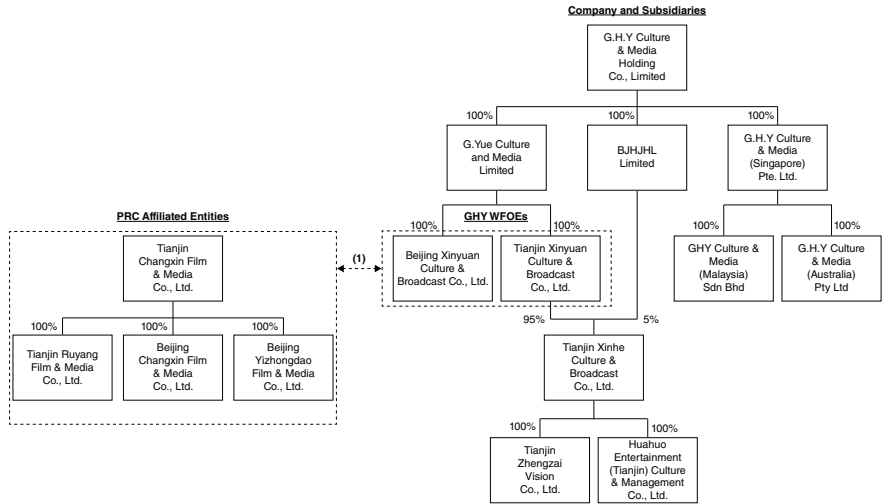 Company and Subsidiaries
G.H.Y Culture
& Media
Holding
Co., Limited
100%
100%
100%
G.Yue Culture
and Media
Limited
BJHJHL
Limited
G.H.Y Culture
& Media
(Singapore)
Pte. Ltd.
PRC Affiliated Entities
GHY WFOEs
100%
100%
100%
100%
Tianjin
Changxin Film
& Media
Co., Ltd.
(1)
Beijing Xinyuan
Culture &
Broadcast Co., Ltd.
Tianjin Xinyuan
Culture &
Broadcast
Co., Ltd.
GHY Culture &
Media
(Malaysia)
Sdn Bhd
G.H.Y Culture
& Media
(Australia)
Pty Ltd
95%
5%
100%
100%
100%
Tianjin Ruyang
Film & Media
Co., Ltd.
Beijing
Changxin Film
& Media
Co., Ltd.
Beijing
Yizhongdao
Film & Media
Co., Ltd.
Tianjin Xinhe
Culture &
Broadcast
Co., Ltd.
100%
100%
Tianjin
Zhengzai
Vision
Co., Ltd.
Huahuo
Entertainment
(Tianjin) Culture
& Management
Co., Ltd.